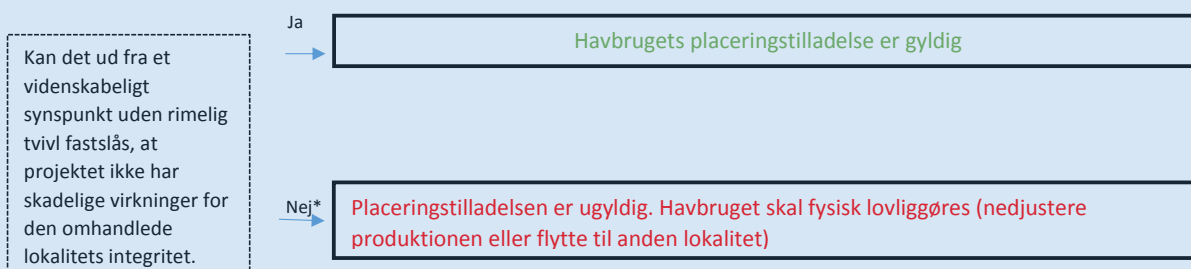 Kan det ud fra et
videnskabeligt
synspunkt uden rimelig
tvivl fastslås, at
projektet ikke har
skadelige virkninger for
den omhandlede
lokalitets integritet.
Ja
Havbrugets placeringstilladelse er gyldig
Nej*
Placeringstilladelsen er ugyldig. Havbruget skal fysisk lovliggøres (nedjustere
produktionen eller flytte til anden lokalitet)